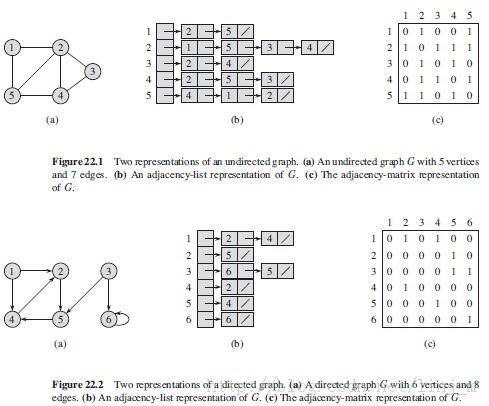 1 2
3
5 4
(a)
1 2 5 /
2 1 5 3 4 /
3 2 4 /
4 2 5 3 /
5 4 1 2 /
(b)
1 2 3 4 5
1 0 1 0 0 1
2 1 0 1 1 1
3 0 1 0 1 0
4 0 1 1 0 1
5 1 1 0 1 0
(c)
Figure 22.1 Two representations of an undirected graph. (a) An undirected graph G with 5 vertices
and 7 edges. (b) An adjacency-list representation of G. (c) The adjacency-matrix representation
of G.
1 2 3
4 5 6
(a)
1 2 4 /
2 5 /
3 6 5 /
4 2 /
5 4 /
6 6 /
(b)
1 2 3 4 5 6
1 0 1 0 1 0 0
2 0 0 0 0 1 0
3 0 0 0 0 1 1
4 0 1 0 0 0 0
5 0 0 0 1 0 0
6 0 0 0 0 0 1
(c)
Figure 22.2 Two representations of a directed graph. (a) A directed graph G with 6 vertices and 8
edges. (b) An adjacency-list representation of G. (c) The adjacency-matrix representation of G.